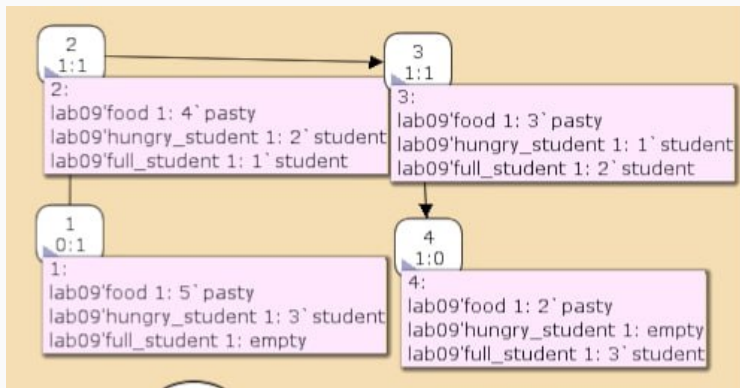 2
1:1
2:
lab09'food 1: 4`pasty
lab09'hungry_student 1: 2`student
lab09'full_student 1: 1`student
3
1:1
3:
lab09'food 1: 3`pasty
lab09'hungry_student 1: 1`student
lab09'full_student 1: 2`student
1
0:1
1:
lab09'food 1: 5`pasty
lab09'hungry_student 1: 3`student
lab09'full_student 1: empty
4
1:0
4:
lab09'food 1: 2`pasty
lab09'hungry_student 1: empty
lab09'full_student 1: 3`student